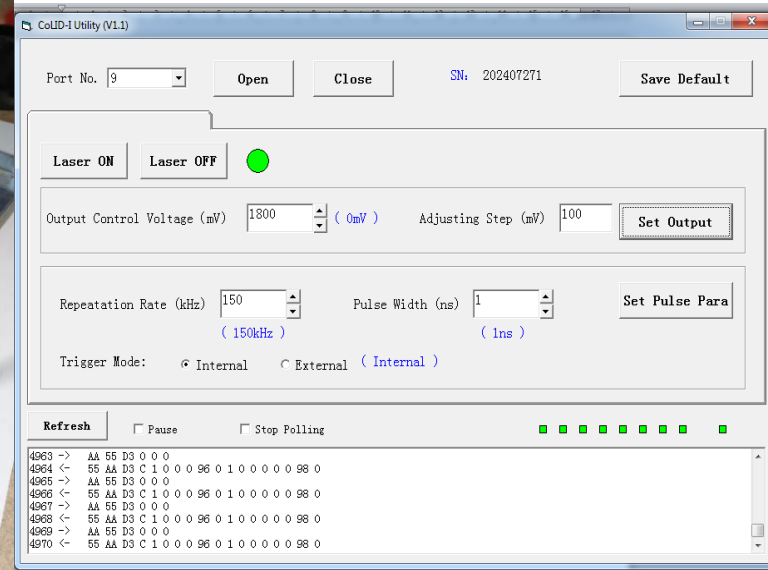 CoLID-I Utility (V1.1)
Port No. 9 Open Close SN: 202407271 Save Default
Laser ON Laser OFF
Output Control Voltage (mV) 1800 ( 0mV ) Adjusting Step (mV) 100 Set Output
Repeatation Rate (kHz) 150 Pulse Width (ns) 1 Set Pulse Para
( 150kHz ) ( 1ns )
Trigger Mode: Internal External ( Internal )
Refresh Pause Stop Polling
4963 -> AA 55 D3 0 0 0
4964 <- 55 AA D3 C 1 0 0 0 96 0 1 0 0 0 0 0 98 0
4965 -> AA 55 D3 0 0 0
4966 <- 55 AA D3 C 1 0 0 0 96 0 1 0 0 0 0 0 98 0
4967 -> AA 55 D3 0 0 0
4968 <- 55 AA D3 C 1 0 0 0 96 0 1 0 0 0 0 0 98 0
4969 -> AA 55 D3 0 0 0
4970 <- 55 AA D3 C 1 0 0 0 96 0 1 0 0 0 0 0 98 0